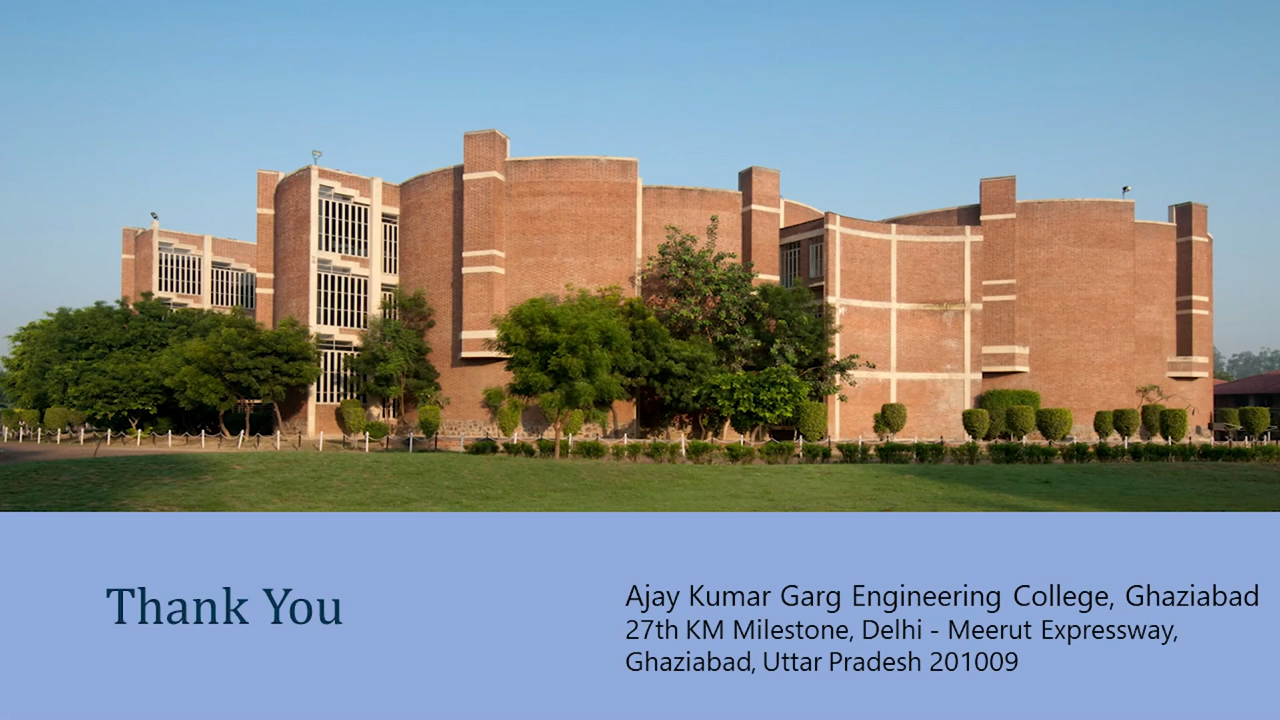 Thank You
Ajay Kumar Garg Engineering College, Ghaziabad
27th KM Milestone, Delhi - Meerut Expressway,
Ghaziabad, Uttar Pradesh 201009